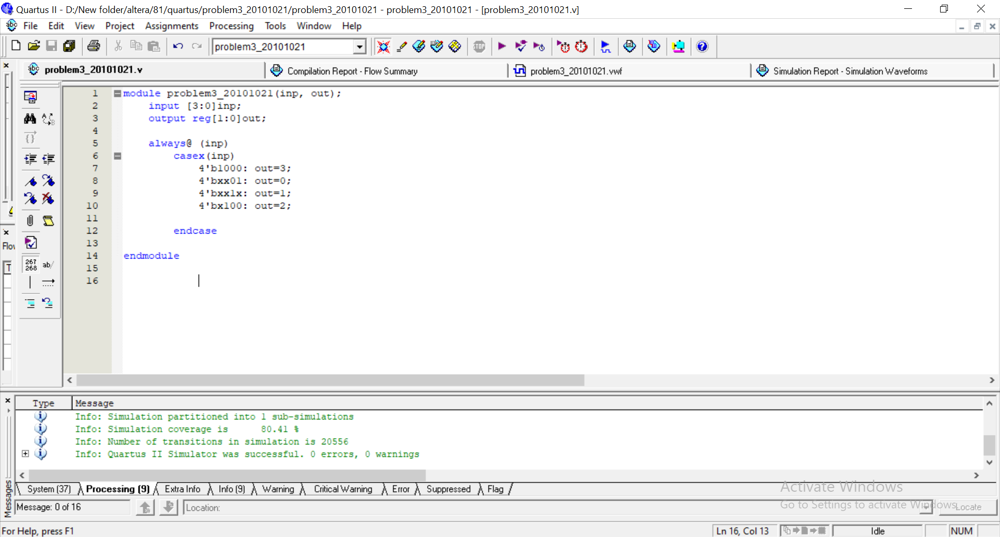 Quartus II - D:/New folder/altera/81/quartus/problem3_20101021/problem3_20101021 - problem3_20101021 - [problem3_20101021.v]
File Edit View Project Assignments Processing Tools Window Help
problem3_20101021
STOP
problem3_20101021.v
Compilation Report - Flow Summary
problem3_20101021.vwf
Simulation Report - Simulation Waveforms
1 module problem3_20101021(inp, out);
2 input [3:0]inp;
3 output reg[1:0]out;
4
5 always@ (inp)
6 casex(inp)
7 4'b1000: out=3;
8 4'bxx01: out=0;
9 4'bxx1x: out=1;
10 4'bx100: out=2;
11
12 endcase
13
14 endmodule
15
16
Flow
T
267
268
ab/
Type Message
Info: Simulation partitioned into 1 sub-simulations
Info: Simulation coverage is 80.41 %
Info: Number of transitions in simulation is 20556
Info: Quartus II Simulator was successful. 0 errors, 0 warnings
System (37) Processing (9) Extra Info Info (9) Warning Critical Warning Error Suppressed Flag
Messages
Message: 0 of 16
Location:
Locate
Activate Windows
Go to Settings to activate Windows.
For Help, press F1
Ln 16, Col 13
Idle
NUM